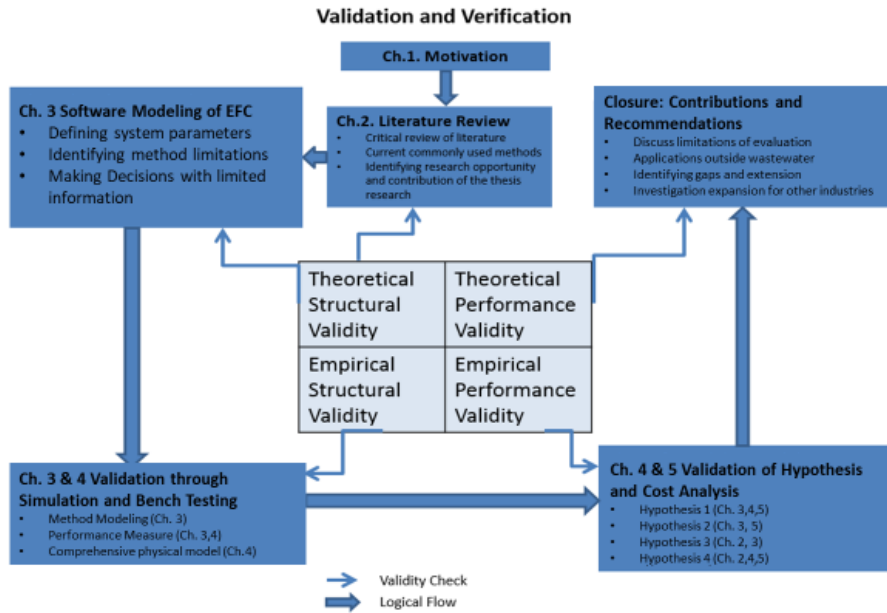 Validation and Verification
Ch.1. Motivation
Ch. 3 Software Modeling of EFC
• Defining system parameters
• Identifying method limitations
• Making Decisions with limited
information
Ch.2. Literature Review
• Critical review of literature
• Current commonly used methods
• Identifying research opportunity
and contribution of the thesis
research
Closure: Contributions and
Recommendations
• Discuss limitations of evaluation
• Applications outside wastewater
• Identifying gaps and extension
• Investigation expansion for other industries
Theoretical
Structural
Validity
Theoretical
Performance
Validity
Empirical
Structural
Validity
Empirical
Performance
Validity
Ch. 3 & 4 Validation through
Simulation and Bench Testing
• Method Modeling (Ch. 3)
• Performance Measure (Ch. 3,4)
• Comprehensive physical model (Ch.4)
Ch. 4 & 5 Validation of Hypothesis
and Cost Analysis
• Hypothesis 1 (Ch. 3,4,5)
• Hypothesis 2 (Ch. 3, 5)
• Hypothesis 3 (Ch. 2, 3)
• Hypothesis 4 (Ch. 2,4,5)
Validity Check
Logical Flow